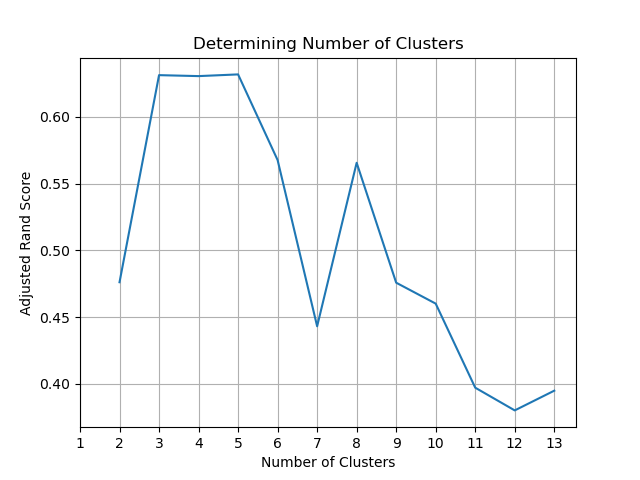 Determining Number of Clusters
Adjusted Rand Score
0.60
0.55
0.50
0.45
0.40
1 2 3 4 5 6 7 8 9 10 11 12 13
Number of Clusters